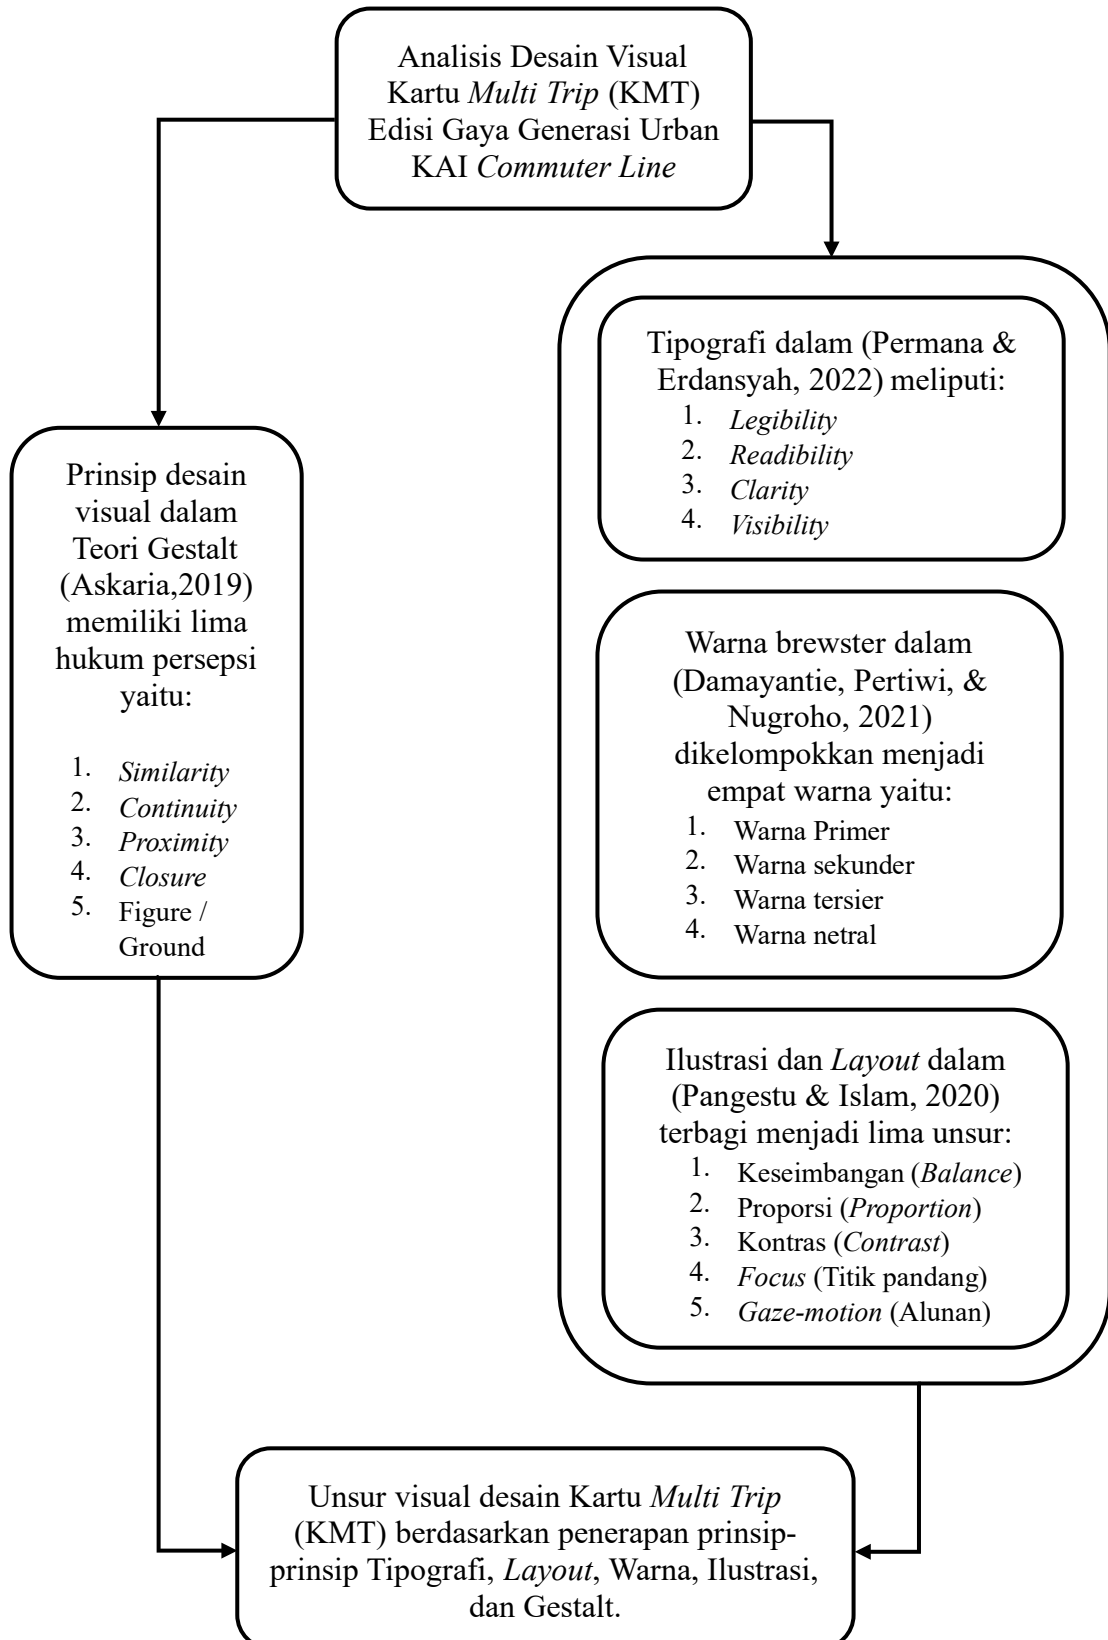 Analisis Desain Visual
Kartu Multi Trip (KMT)
Edisi Gaya Generasi Urban
KAI Commuter Line
Prinsip desain
visual dalam
Teori Gestalt
(Askaria,2019)
memiliki lima
hukum persepsi
yaitu:
1. Similarity
2. Continuity
3. Proximity
4. Closure
5. Figure /
Ground
Tipografi dalam (Permana &
Erdansyah, 2022) meliputi:
1. Legibility
2. Readibility
3. Clarity
4. Visibility
Warna brewster dalam
(Damayantie, Pertiwi, &
Nugroho, 2021)
dikelompokkan menjadi
empat warna yaitu:
1. Warna Primer
2. Warna sekunder
3. Warna tersier
4. Warna netral
Ilustrasi dan Layout dalam
(Pangestu & Islam, 2020)
terbagi menjadi lima unsur:
1. Keseimbangan (Balance)
2. Proporsi (Proportion)
3. Kontras (Contrast)
4. Focus (Titik pandang)
5. Gaze-motion (Alunan)
Unsur visual desain Kartu Multi Trip
(KMT) berdasarkan penerapan prinsip-
prinsip Tipografi, Layout, Warna, Ilustrasi,
dan Gestalt.